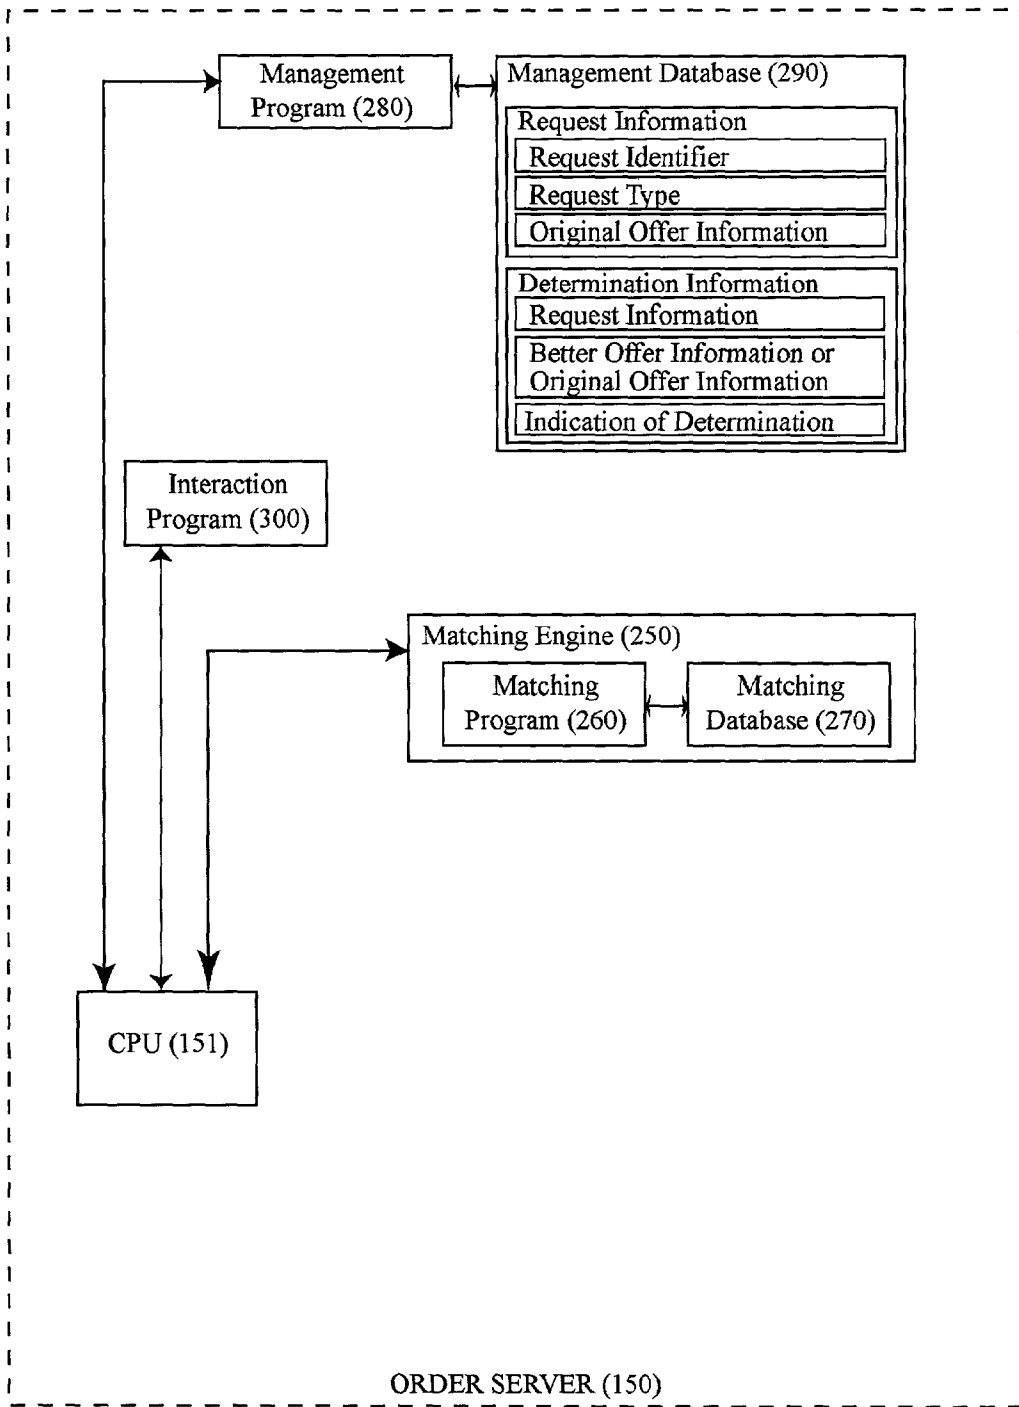 Management
Program (280)
Management Database (290)
Request Information
Request Identifier
Request Type
Original Offer Information
Determination Information
Request Information
Better Offer Information or
Original Offer Information
Indication of Determination
Interaction
Program (300)
Matching Engine (250)
Matching
Program (260)
Matching
Database (270)
CPU (151)
ORDER SERVER (150)